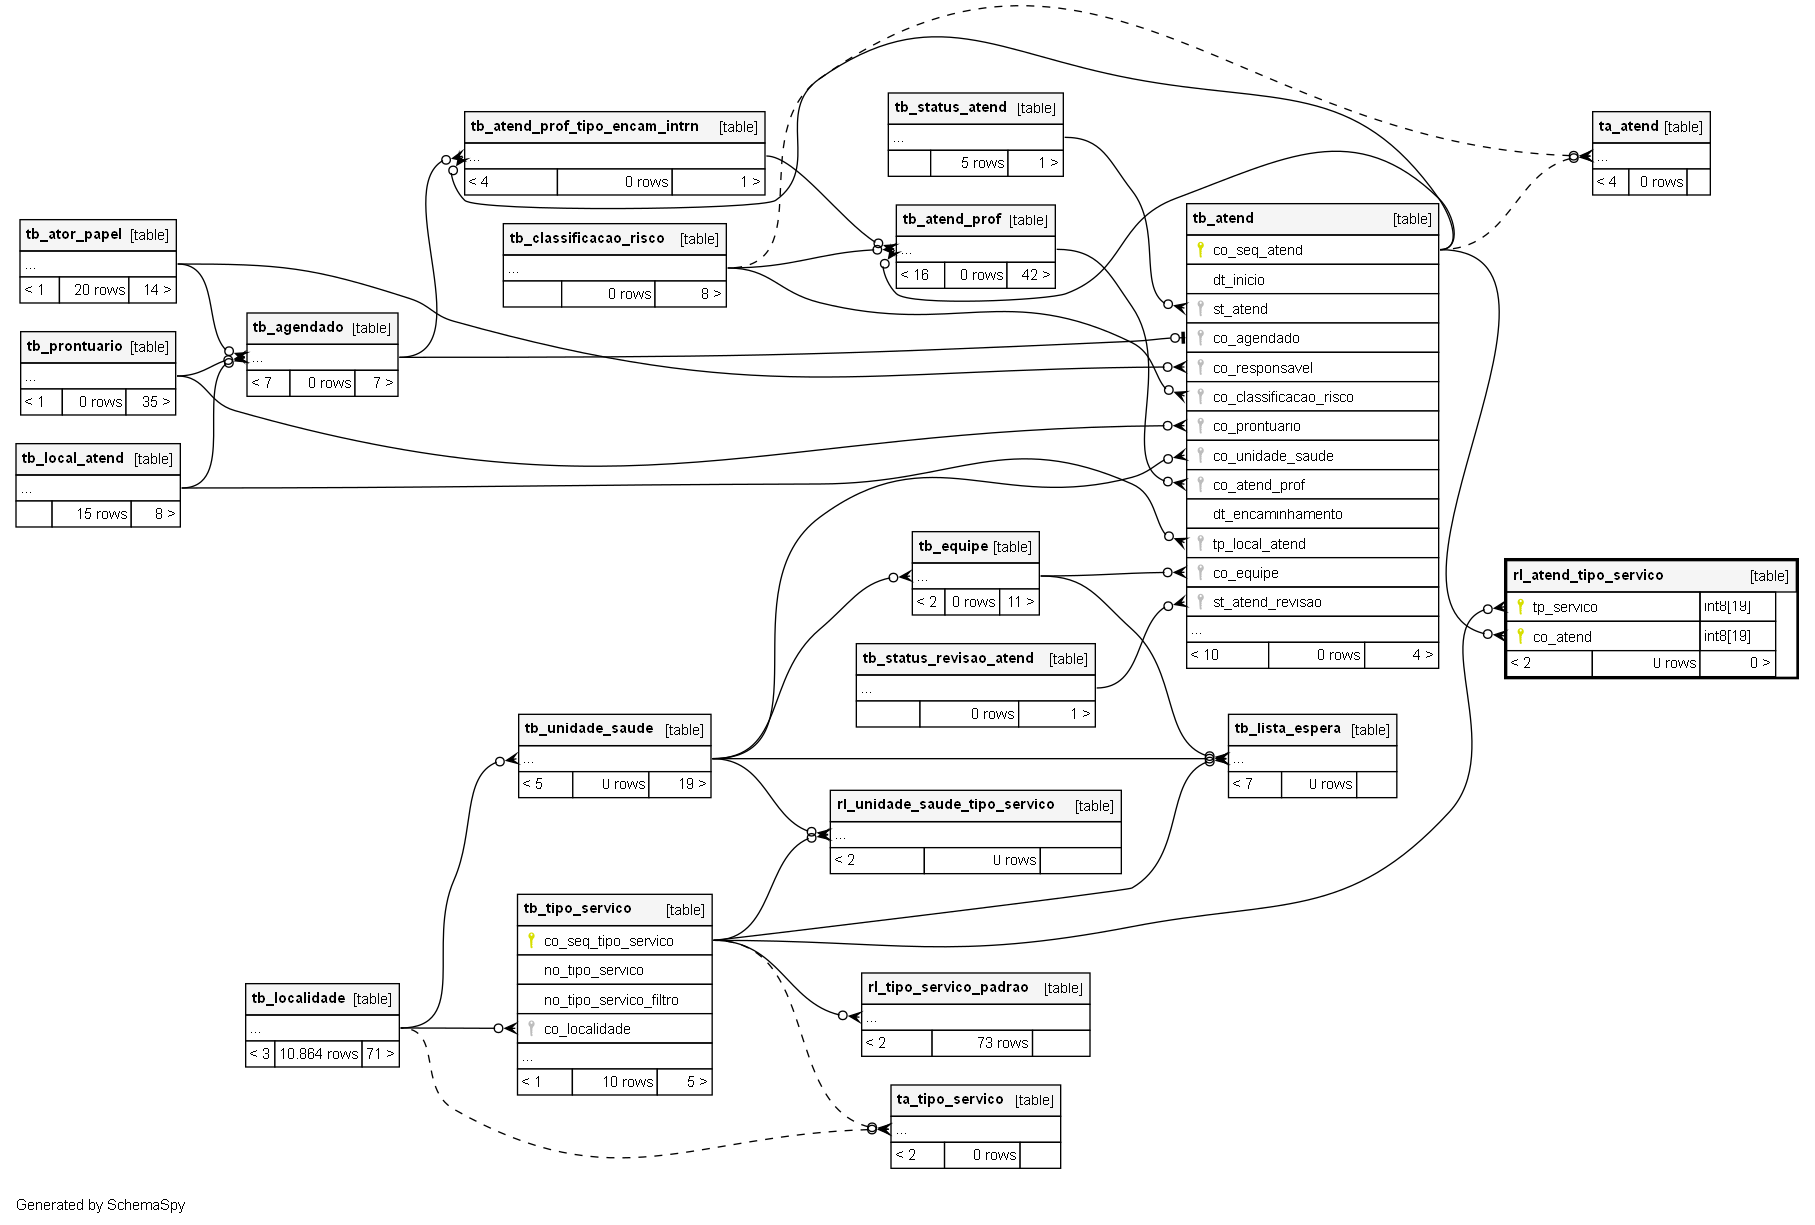 tb_atend_prof_tipo_encam_intrn [table]
...
< 4 0 rows 1 >
tb_status_atend [table]
...
5 rows 1 >
ta_atend [table]
...
< 4 0 rows
tb_ator_papel [table]
...
< 1 20 rows 14 >
tb_classificacao_risco [table]
...
0 rows 8 >
tb_atend_prof [table]
...
< 16 0 rows 42 >
tb_atend [table]
co_seq_atend
dt_inicio
st_atend
co_agendado
co_responsavel
co_classificacao_risco
co_prontuario
co_unidade_saude
co_atend_prof
dt_encaminhamento
tp_local_atend
co_equipe
st_atend_revisao
...
< 10 0 rows 4 >
tb_prontuario [table]
...
< 1 0 rows 35 >
tb_agendado [table]
...
< 7 0 rows 7 >
tb_local_atend [table]
...
15 rows 8 >
tb_equipe [table]
...
< 2 0 rows 11 >
rl_atend_tipo_servico [table]
tp_servico int8[19]
co_atend int8[19]
< 2 0 rows 0 >
tb_status_revisao_atend [table]
...
0 rows 1 >
tb_unidade_saude [table]
...
< 5 0 rows 19 >
tb_lista_espera [table]
...
< 7 0 rows
rl_unidade_saude_tipo_servico [table]
...
< 2 0 rows
tb_tipo_servico [table]
co_seq_tipo_servico
no_tipo_servico
no_tipo_servico_filtro
co_localidade
...
< 1 10 rows 5 >
tb_localidade [table]
...
< 3 10.864 rows 71 >
rl_tipo_servico_padrao [table]
...
< 2 73 rows
ta_tipo_servico [table]
...
< 2 0 rows
Generated by SchemaSpy